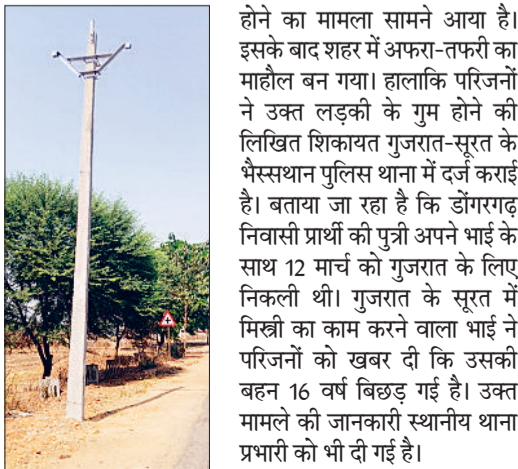 होने का मामला सामने आया है।
इसके बाद शहर में अफरा-तफरी का
माहौल बन गया। हालाकि परिजनों
ने उक्त लड़की के गुम होने की
लिखित शिकायत गुजरात-सूरत के
भैस्सथान पुलिस थाना में दर्ज कराई
है। बताया जा रहा है कि डोंगरगढ़
निवासी प्रार्थी की पुत्री अपने भाई के
साथ 12 मार्च को गुजरात के लिए
निकली थी। गुजरात के सूरत में
मिस्त्री का काम करने वाला भाई ने
परिजनों को खबर दी कि उसकी
बहन 16 वर्ष बिछड़ गई है। उक्त
मामले की जानकारी स्थानीय थाना
प्रभारी को भी दी गई है।